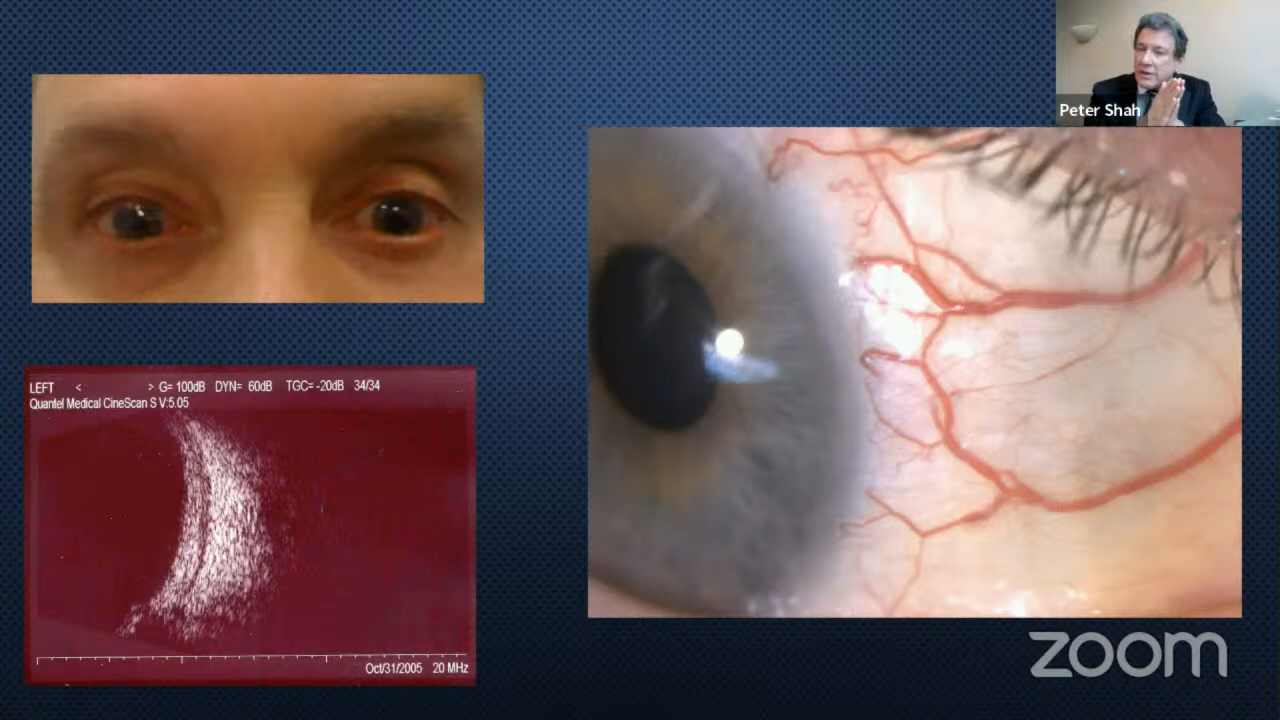 Peter Shah
LEFT < > G= 100dB DYN= 60dB TGC= -20dB 34/34
Quantel Medical CineScan S V:5.05
Oct/31/2005 20 MHz
zoom